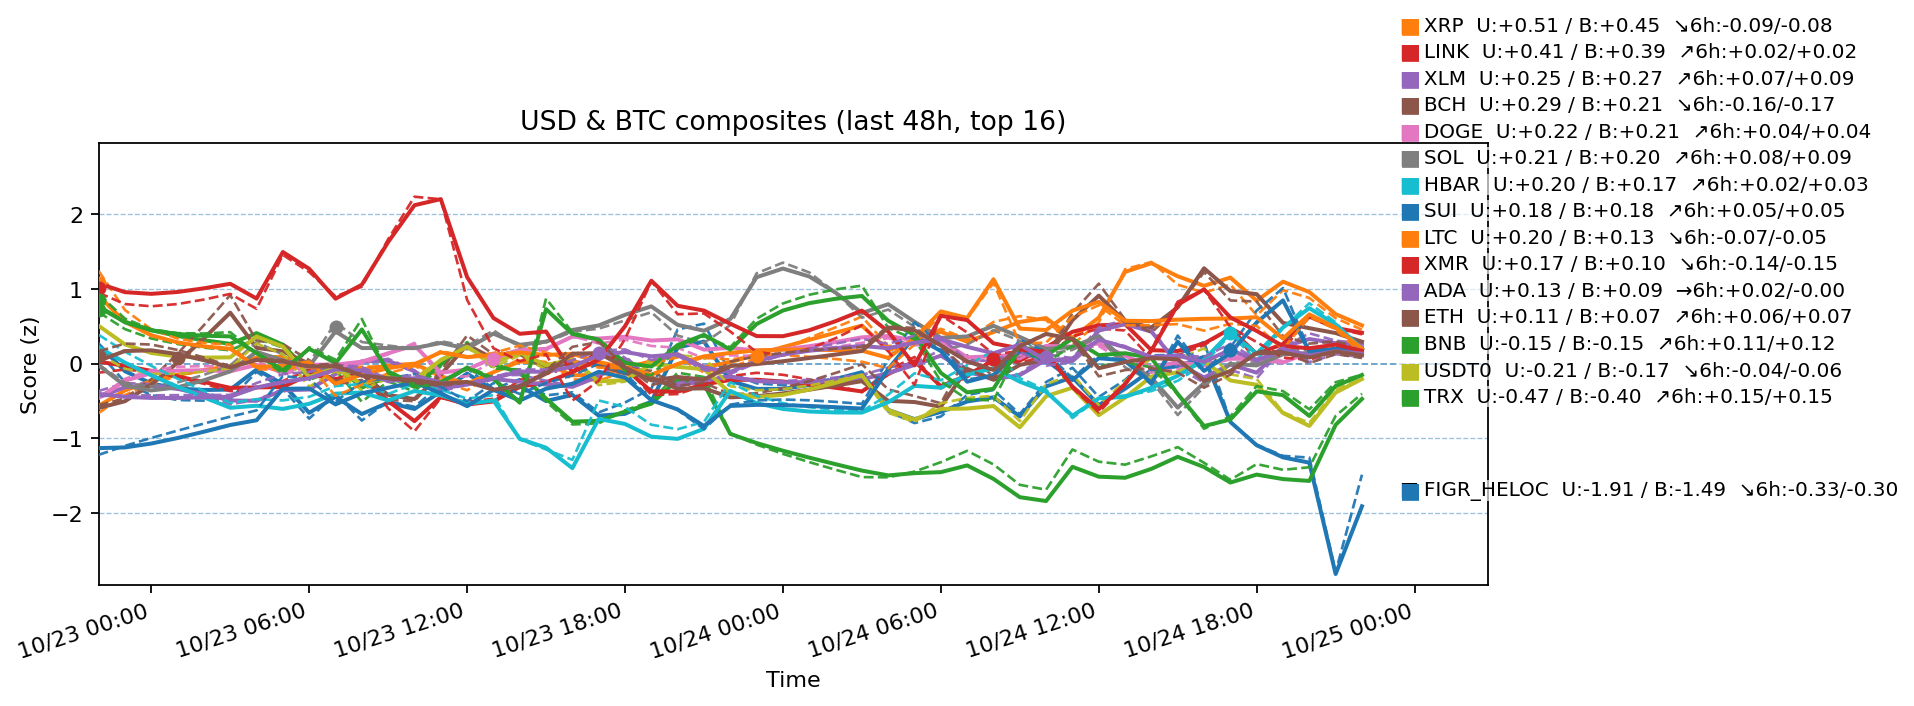 XRP  U:+0.51 / B:+0.45  ↘6h:-0.09/-0.08
LINK  U:+0.41 / B:+0.39  ↗6h:+0.02/+0.02
XLM  U:+0.25 / B:+0.27  ↗6h:+0.07/+0.09
BCH  U:+0.29 / B:+0.21  ↘6h:-0.16/-0.17
USD & BTC composites (last 48h, top 16)
DOGE  U:+0.22 / B:+0.21  ↗6h:+0.04/+0.04
SOL  U:+0.21 / B:+0.20  ↗6h:+0.08/+0.09
HBAR  U:+0.20 / B:+0.17  ↗6h:+0.02/+0.03
SUI  U:+0.18 / B:+0.18  ↗6h:+0.05/+0.05
LTC  U:+0.20 / B:+0.13  ↘6h:-0.07/-0.05
XMR  U:+0.17 / B:+0.10  ↘6h:-0.14/-0.15
ADA  U:+0.13 / B:+0.09  →6h:+0.02/-0.00
ETH  U:+0.11 / B:+0.07  ↗6h:+0.06/+0.07
BNB  U:-0.15 / B:-0.15  ↗6h:+0.11/+0.12
USDT0  U:-0.21 / B:-0.17  ↘6h:-0.04/-0.06
TRX  U:-0.47 / B:-0.40  ↗6h:+0.15/+0.15
FIGR_HELOC  U:-1.91 / B:-1.49  ↘6h:-0.33/-0.30
Score (z)
2
1
0
−1
−2
10/23 00:00
10/23 06:00
10/23 12:00
10/23 18:00
10/24 00:00
10/24 06:00
10/24 12:00
10/24 18:00
10/25 00:00
Time